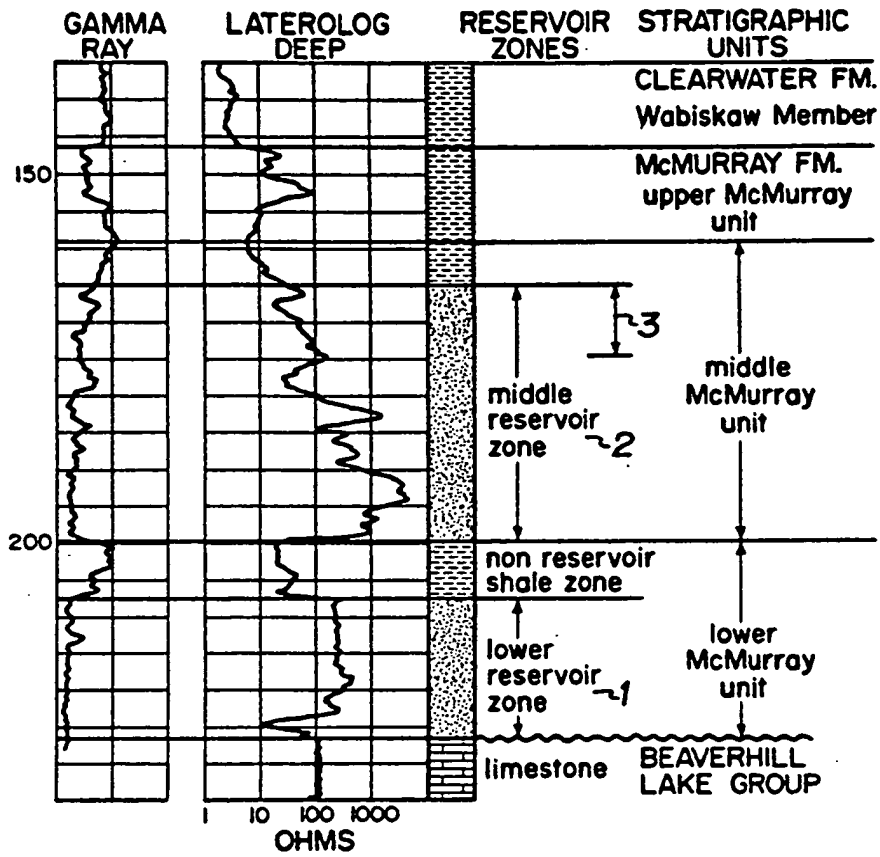 GAMMA
RAY
LATEROLOG
DEEP
RESERVOIR
ZONES
STRATIGRAPHIC
UNITS
CLEARWATER FM.
Wabiskaw Member
150
McMURRAY FM.
upper McMurray
unit
3
middle
reservoir
zone
2
middle
McMURRAY
unit
200
non reservoir
shale zone
lower
reservoir
zone
1
lower
McMURRAY
unit
limestone
BEAVERHILL
LAKE GROUP
1 10 100 1000
OHMS